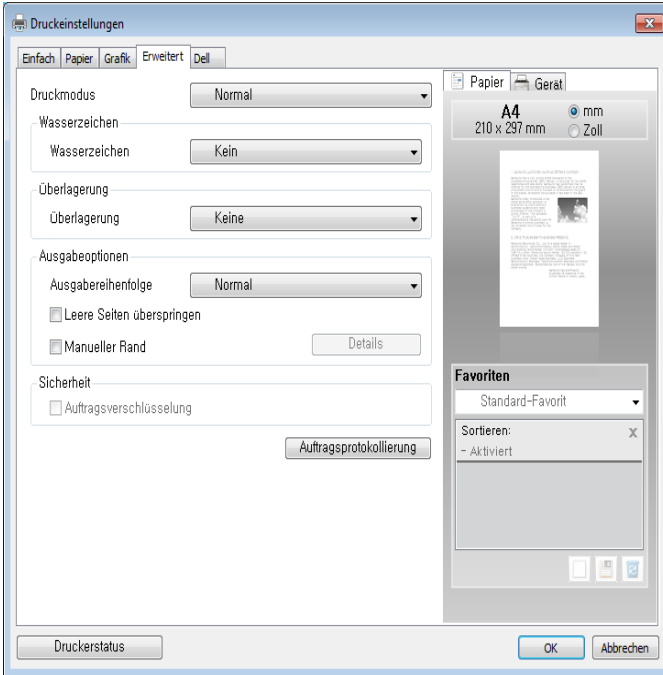 Druckeinstellungen
Einfach Papier Grafik Erweitert Dell
Druckmodus Normal
Wasserzeichen
Wasserzeichen Kein
Überlagerung
Überlagerung Keine
Ausgabeoptionen
Ausgabereihenfolge Normal
Leere Seiten überspringen
Manueller Rand Details
Sicherheit
Auftragsverschlüsselung
Auftragsprotokollierung
Papier Gerät
A4
210 x 297 mm
mm
Zoll
Favoriten
Standard-Favorit
Sortieren: X
- Aktiviert
Druckerstatus OK Abbrechen